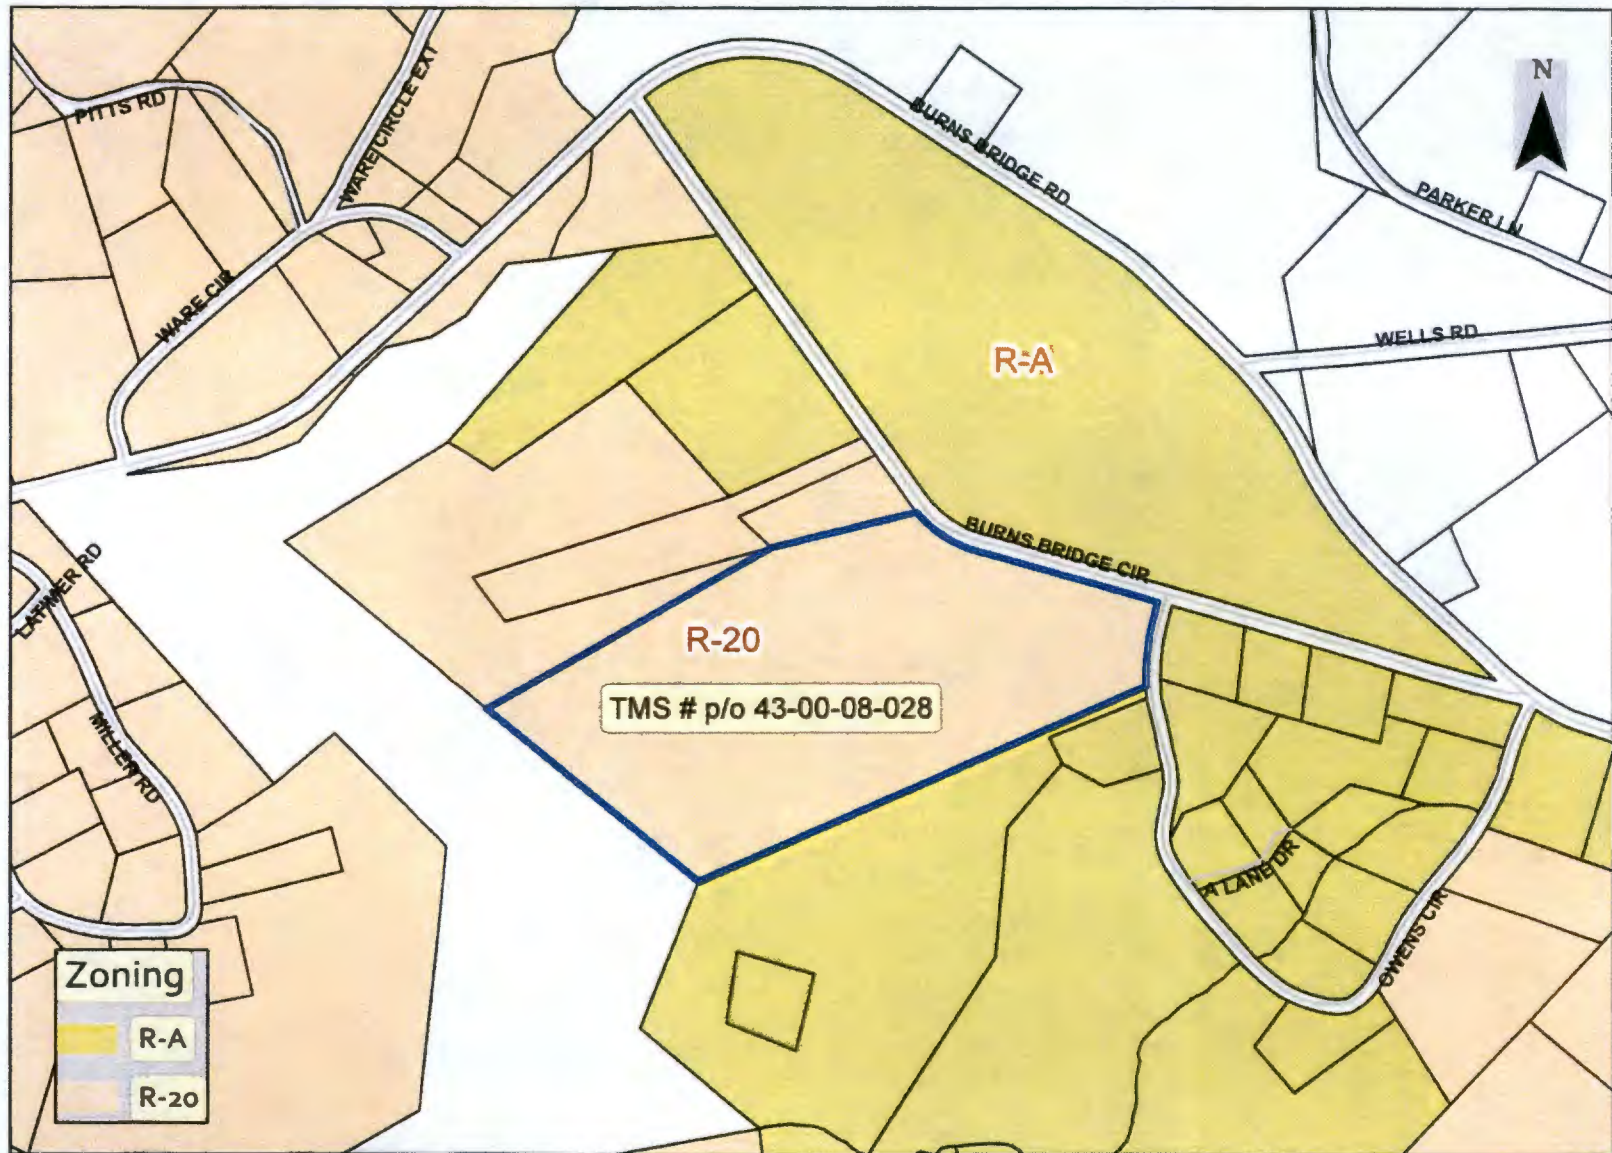 N
PITTS RD
WARE CIRCLE EXT
BURNS BRIDGE RD
PARKER LN
WARE CIR
WELLS RD
R-A
BURNS BRIDGE CIR
LATIMER RD
R-20
TMS # p/o 43-00-08-028
MILLER RD
A LANE DR
OWENS CIR
Zoning
R-A
R-20